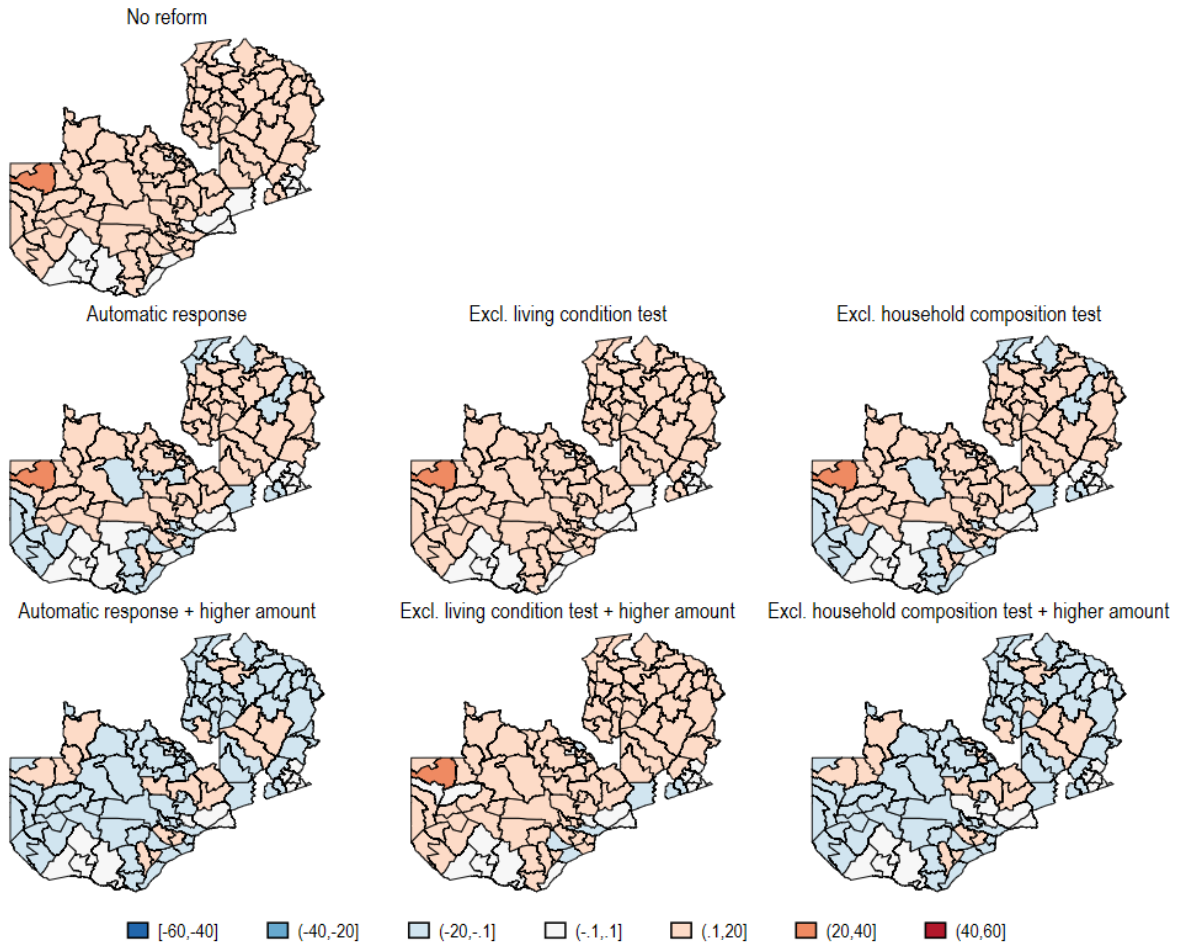 No reform
Automatic response
Excl. living condition test
Excl. household composition test
Automatic response + higher amount
Excl. living condition test + higher amount
Excl. household composition test + higher amount
[-60,-40]
(-40,-20]
(-20,-.1]
(-.1,.1]
(.1,20]
(20,40]
(40,60]